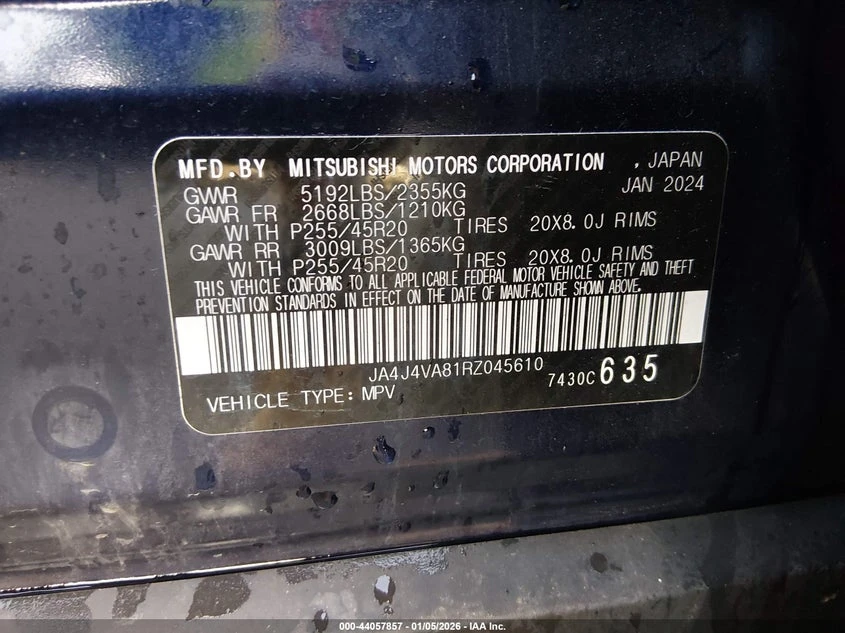 MFD.BY MITSUBISHI MOTORS CORPORATION , JAPAN
GVWR 5192LBS/2355KG JAN 2024
GAWR FR 2668LBS/1210KG
WITH P255/45R20 TIRES 20X8.0J RIMS
GAWR RR 3009LBS/1365KG
WITH P255/45R20 TIRES 20X8.0J RIMS
THIS VEHICLE CONFORMS TO ALL APPLICABLE FEDERAL MOTOR VEHICLE SAFETY AND THEFT
PREVENTION STANDARDS IN EFFECT ON THE DATE OF MANUFACTURE SHOWN ABOVE.
JA4J4VA81RZ045610
7430C 635
VEHICLE TYPE: MPV
000-44057857 - 01/05/2026 - IAA Inc.